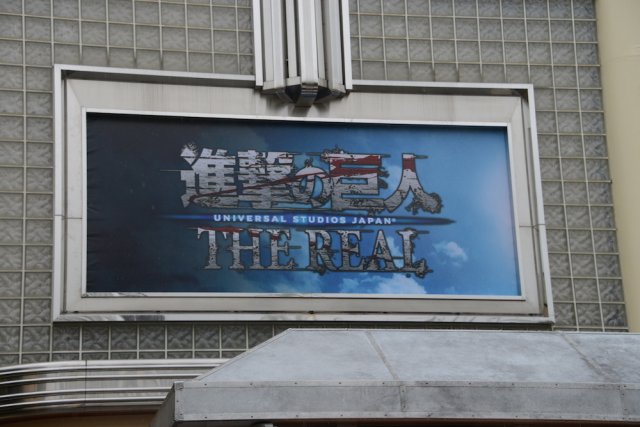 進撃の巨人
UNIVERSAL STUDIOS JAPAN®
THE REAL